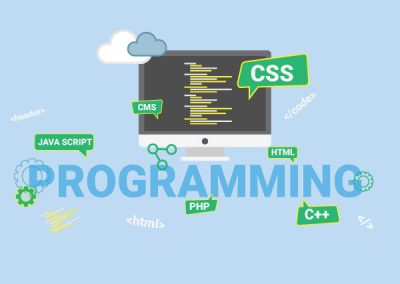 CSS
CMS
</code>
<header>
JAVA SCRIPT
HTML
PROGRAMMING
PHP
<html>
C++
</>